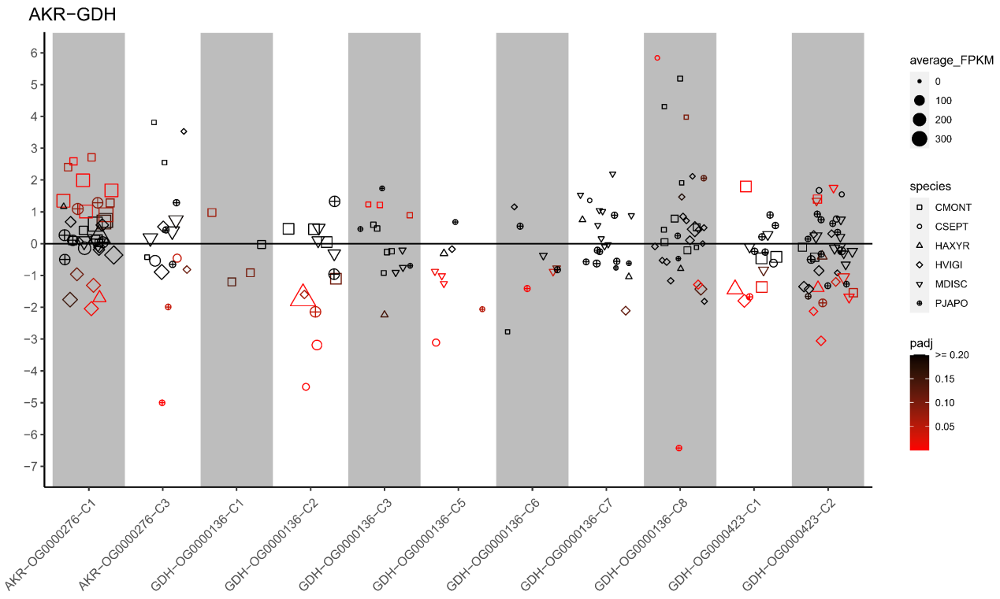 AKR−GDH
6
5
4
3
2
1
0
−1
−2
−3
−4
−5
−6
−7
AKR−OG0000276−C1
AKR−OG0000276−C3
GDH−OG0000136−C1
GDH−OG0000136−C2
GDH−OG0000136−C3
GDH−OG0000136−C5
GDH−OG0000136−C6
GDH−OG0000136−C7
GDH−OG0000136−C8
GDH−OG0000423−C1
GDH−OG0000423−C2
average_FPKM
0
100
200
300
species
CMONT
CSEPT
HAXYR
HVIGI
MDISC
PJAPO
padj
>= 0.20
0.15
0.10
0.05